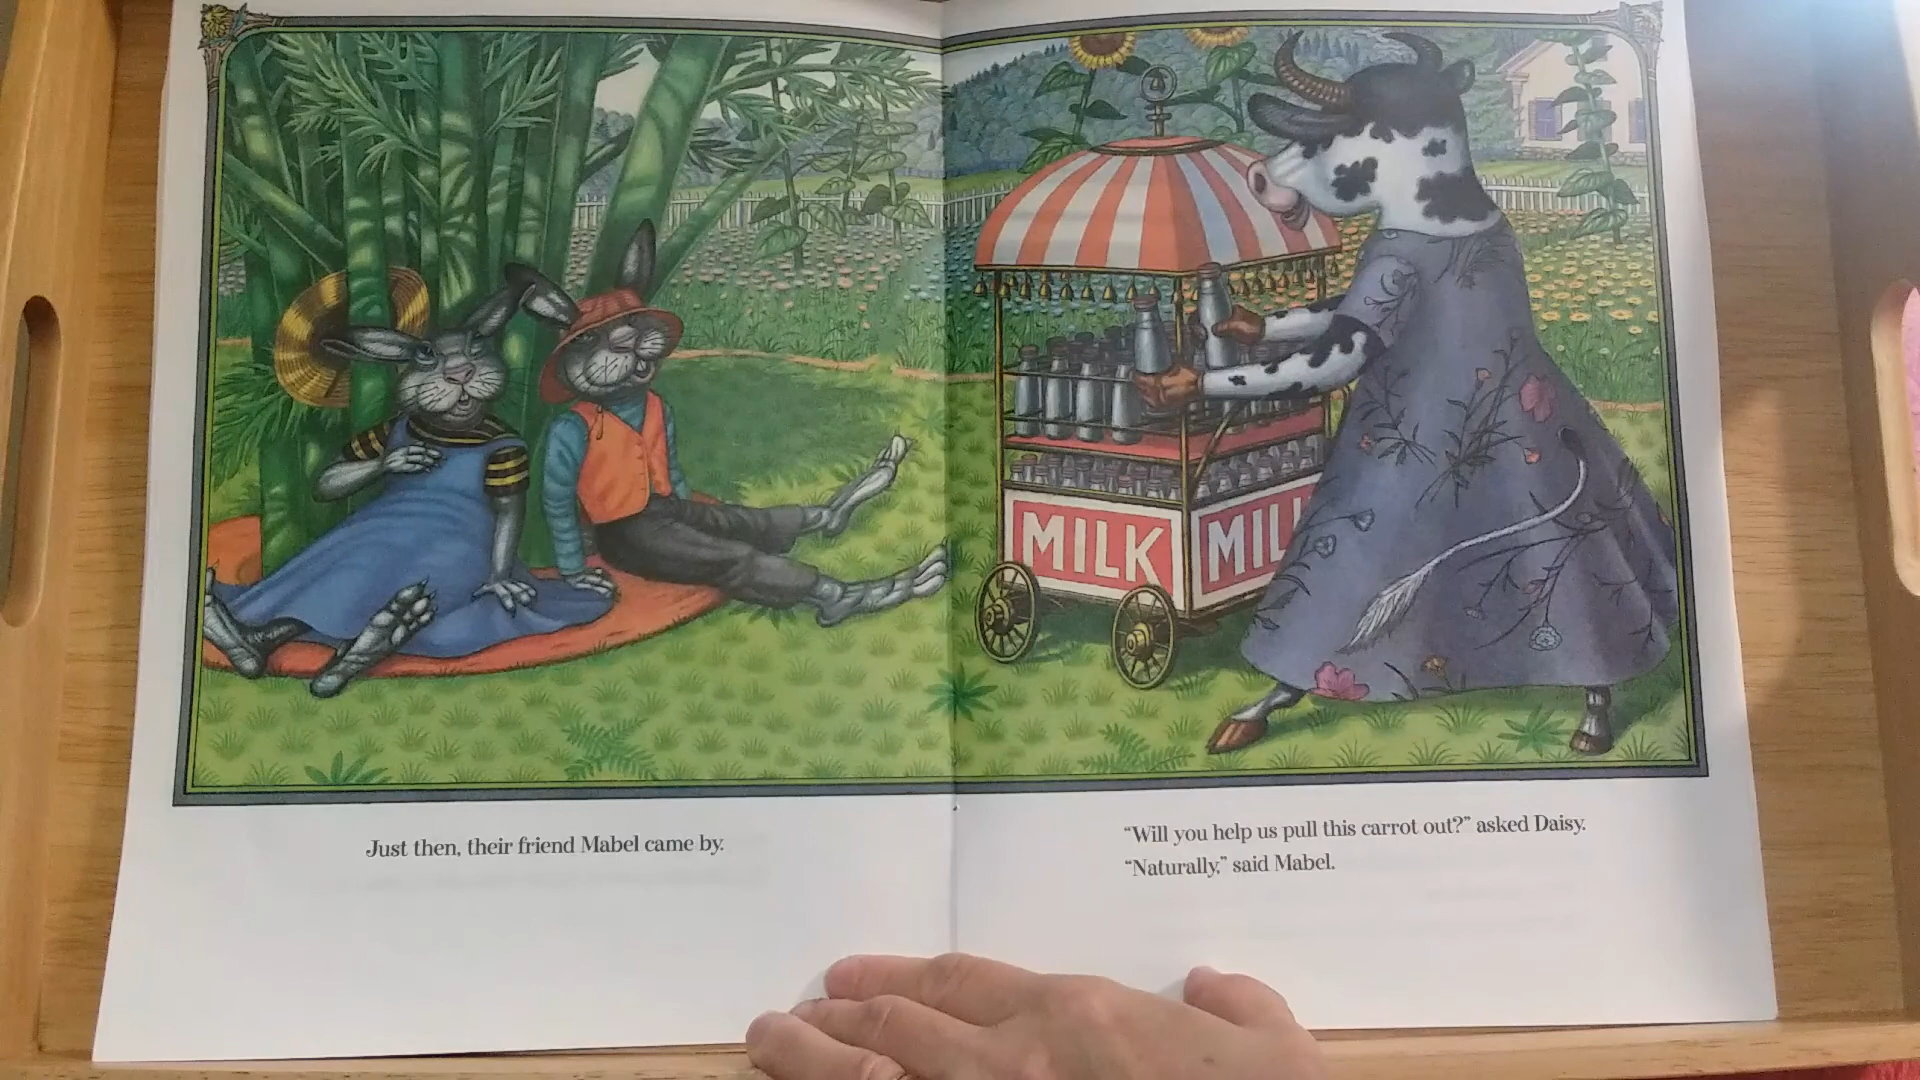 MILK
MIL
Just then, their friend Mabel came by.
“Will you help us pull this carrot out?” asked Daisy.
“Naturally,” said Mabel.